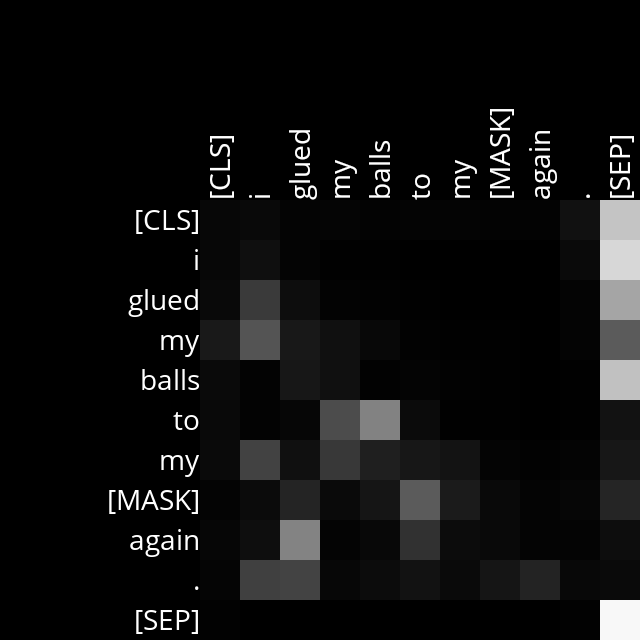 [CLS] i glued my balls to my [MASK] again . [SEP]
[CLS]
i
glued
my
balls
to
my
[MASK]
again
.
[SEP]